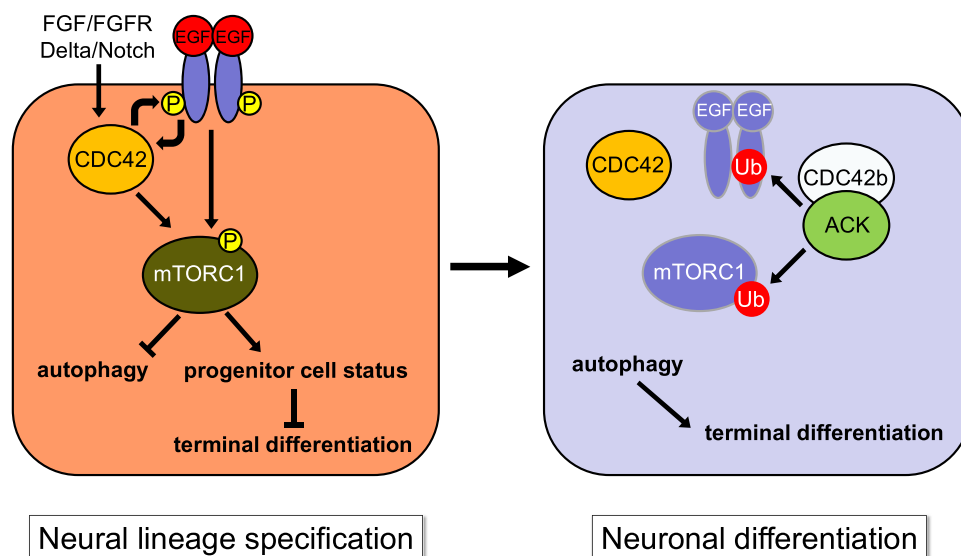 FGF/FGFR
Delta/Notch
EGF EGF
P P
CDC42
P
mTORC1
autophagy progenitor cell status
terminal differentiation
Neural lineage specification
EGF EGF
CDC42 Ub CDC42b
ACK
mTORC1
Ub
autophagy
terminal differentiation
Neuronal differentiation